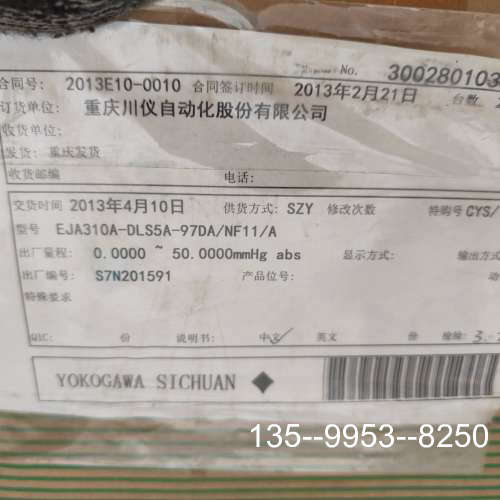 No. 300280103
合同号: 2013E10-0010 合同签订时间 2013年2月21日 台数
订货单位: 重庆川仪自动化股份有限公司
收货单位:
发货: 重庆发货
收货邮编 电话:
交货时间 2013年4月10日 供货方式: SZY 修改次数 特购号 CYS/
型号 EJA310A-DLS5A-97DA/NF11/A
出厂量程: 0.0000 ~ 50.0000mmHg abs 显示方式: 输出方式
出厂编号: S7N201591 产品位号:
特殊要求
QIC: 份 说明书: 中文 英文 份
YOKOGAWA SICHUAN
135--9953--8250